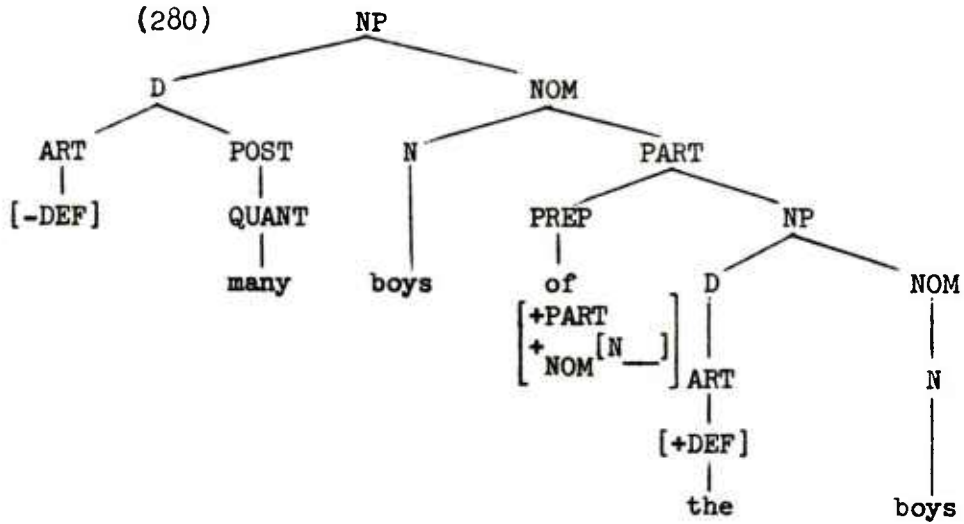 (280) NP
D NOM
ART POST N PART
[-DEF] QUANT PREP NP
many boys of D NOM
[+PART
+NOM[N__]] ART N
[+DEF]
the boys